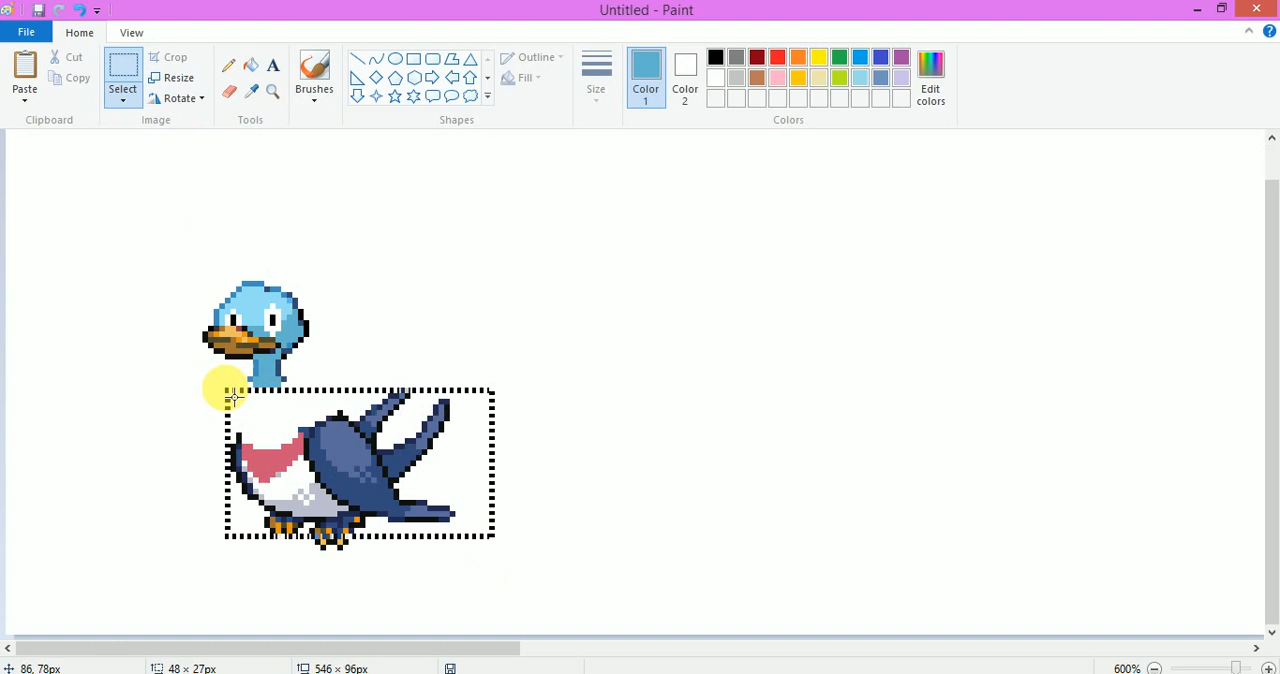 Untitled - Paint
File Home View
Paste
Cut
Copy
Clipboard
Select
Crop
Resize
Rotate
Image
A
Tools
Brushes
Outline
Fill
Shapes
Size
Color
1
Color
2
Edit
colors
Colors
86, 78px 48 × 27px 546 × 96px 600%